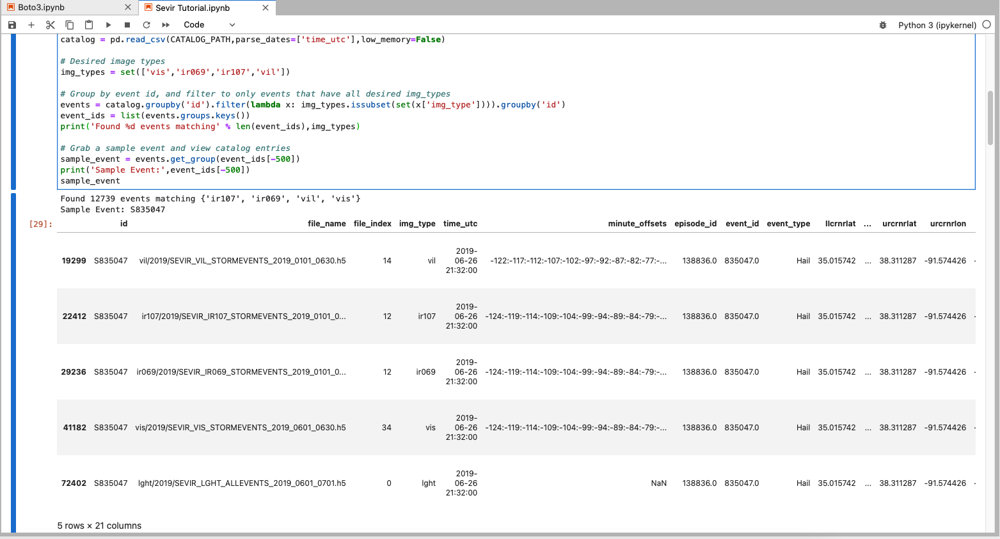 Boto3.ipynb
Sevir Tutorial.ipynb
Code
Python 3 (ipykernel)
catalog = pd.read_csv(CATALOG_PATH,parse_dates=['time_utc'],low_memory=False)
# Desired image types
img_types = set(['vis','ir069','ir107','vil'])
# Group by event id, and filter to only events that have all desired img_types
events = catalog.groupby('id').filter(lambda x: img_types.issubset(set(x['img_type']))).groupby('id')
event_ids = list(events.groups.keys())
print('Found %d events matching' % len(event_ids),img_types)
# Grab a sample event and view catalog entries
sample_event = events.get_group(event_ids[-500])
print('Sample Event:',event_ids[-500])
sample_event
Found 12739 events matching {'ir107', 'ir069', 'vil', 'vis'}
Sample Event: S835047
[29]:
id file_name file_index img_type time_utc minute_offsets episode_id event_id event_type llcrnrlat ... urcrnrlat urcrnrlon
19299 S835047 vil/2019/SEVIR_VIL_STORMEVENTS_2019_0101_0630.h5 14 vil 2019-06-26 21:32:00 -122:-117:-112:-107:-102:-97:-92:-87:-82:-77:-... 138836.0 835047.0 Hail 35.015742 ... 38.311287 -91.574426 -
22412 S835047 ir107/2019/SEVIR_IR107_STORMEVENTS_2019_0101_0... 12 ir107 2019-06-26 21:32:00 -124:-119:-114:-109:-104:-99:-94:-89:-84:-79:-... 138836.0 835047.0 Hail 35.015742 ... 38.311287 -91.574426 -
29236 S835047 ir069/2019/SEVIR_IR069_STORMEVENTS_2019_0101_0... 12 ir069 2019-06-26 21:32:00 -124:-119:-114:-109:-104:-99:-94:-89:-84:-79:-... 138836.0 835047.0 Hail 35.015742 ... 38.311287 -91.574426 -
41182 S835047 vis/2019/SEVIR_VIS_STORMEVENTS_2019_0601_0630.h5 34 vis 2019-06-26 21:32:00 -124:-119:-114:-109:-104:-99:-94:-89:-84:-79:-... 138836.0 835047.0 Hail 35.015742 ... 38.311287 -91.574426 -
72402 S835047 lght/2019/SEVIR_LGHT_ALLEVENTS_2019_0601_0701.h5 0 lght 2019-06-26 21:32:00 NaN 138836.0 835047.0 Hail 35.015742 ... 38.311287 -91.574426 -
5 rows × 21 columns